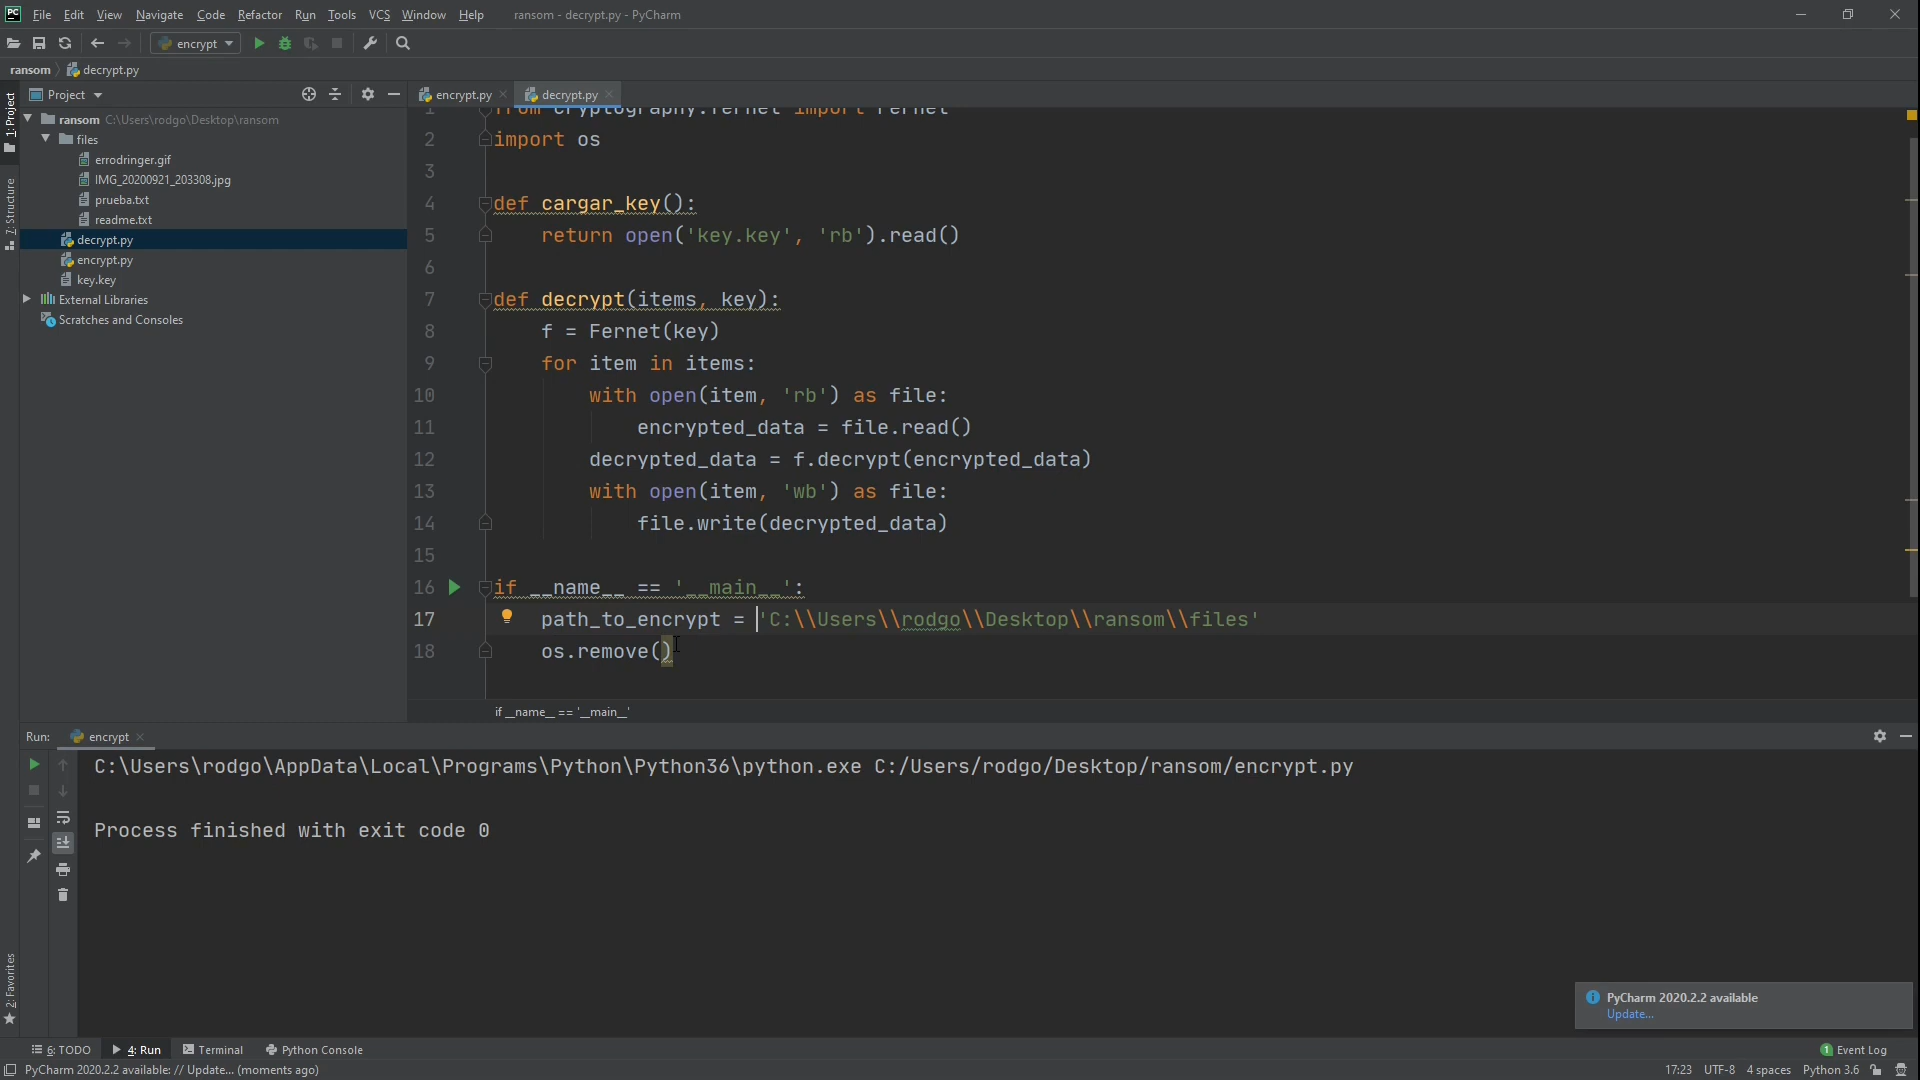 PC File Edit View Navigate Code Refactor Run Tools VCS Window Help ransom - decrypt.py - PyCharm
encrypt
ransom decrypt.py
1: Project
Project
encrypt.py decrypt.py
ransom C:\Users\rodgo\Desktop\ransom
files
errodringer.gif
IMG_20200921_203308.jpg
prueba.txt
readme.txt
decrypt.py
encrypt.py
key.key
External Libraries
Scratches and Consoles
7: Structure
1 from cryptography.fernet import Fernet
2 import os
3
4 def cargar_key():
5 return open('key.key', 'rb').read()
6
7 def decrypt(items, key):
8 f = Fernet(key)
9 for item in items:
10 with open(item, 'rb') as file:
11 encrypted_data = file.read()
12 decrypted_data = f.decrypt(encrypted_data)
13 with open(item, 'wb') as file:
14 file.write(decrypted_data)
15
16 if __name__ == '__main__':
17 path_to_encrypt = 'C:\\Users\\rodgo\\Desktop\\ransom\\files'
18 os.remove()
if __name__ == '__main__'
Run: encrypt
C:\Users\rodgo\AppData\Local\Programs\Python\Python36\python.exe C:/Users/rodgo/Desktop/ransom/encrypt.py
Process finished with exit code 0
2: Favorites
PyCharm 2020.2.2 available
Update...
6: TODO 4: Run Terminal Python Console 1 Event Log
PyCharm 2020.2.2 available: // Update... (moments ago) 17:23 UTF-8 4 spaces Python 3.6